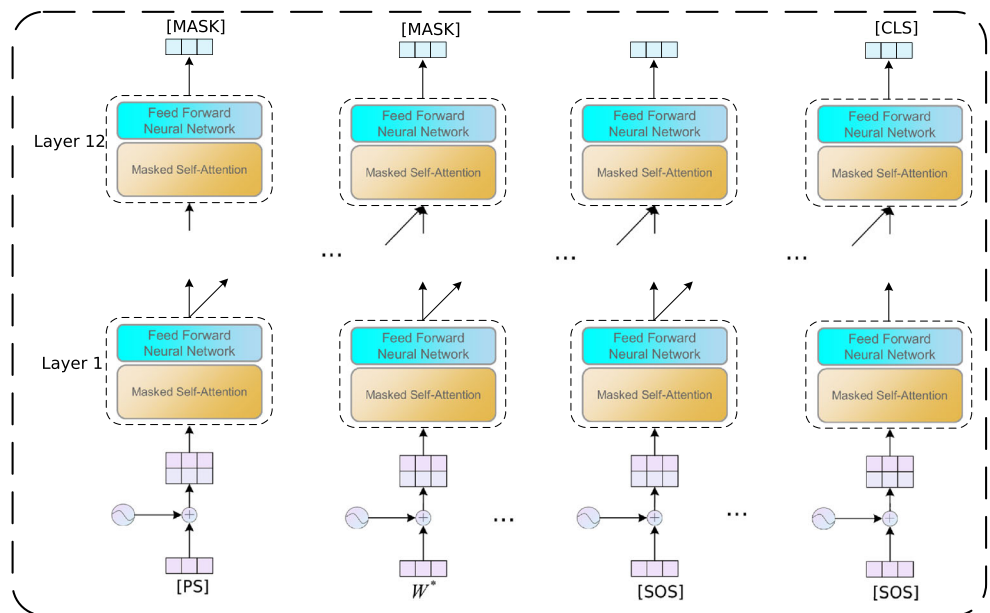 [MASK] [MASK] [CLS]
Feed Forward Neural Network
Feed Forward Neural Network
Feed Forward Neural Network
Feed Forward Neural Network
Layer 12
Masked Self-Attention
Masked Self-Attention
Masked Self-Attention
Masked Self-Attention
... ... ...
Feed Forward Neural Network
Feed Forward Neural Network
Feed Forward Neural Network
Feed Forward Neural Network
Layer 1
Masked Self-Attention
Masked Self-Attention
Masked Self-Attention
Masked Self-Attention
... ...
[PS] W* [SOS] [SOS]